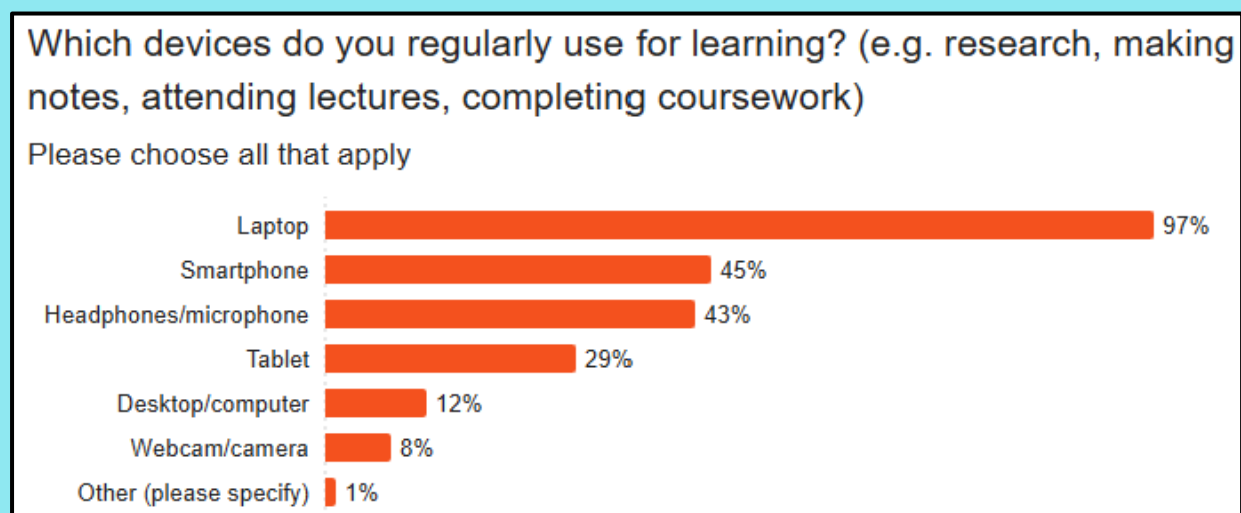 Which devices do you regularly use for learning? (e.g. research, making
notes, attending lectures, completing coursework)
Please choose all that apply
Laptop 97%
Smartphone 45%
Headphones/microphone 43%
Tablet 29%
Desktop/computer 12%
Webcam/camera 8%
Other (please specify) 1%